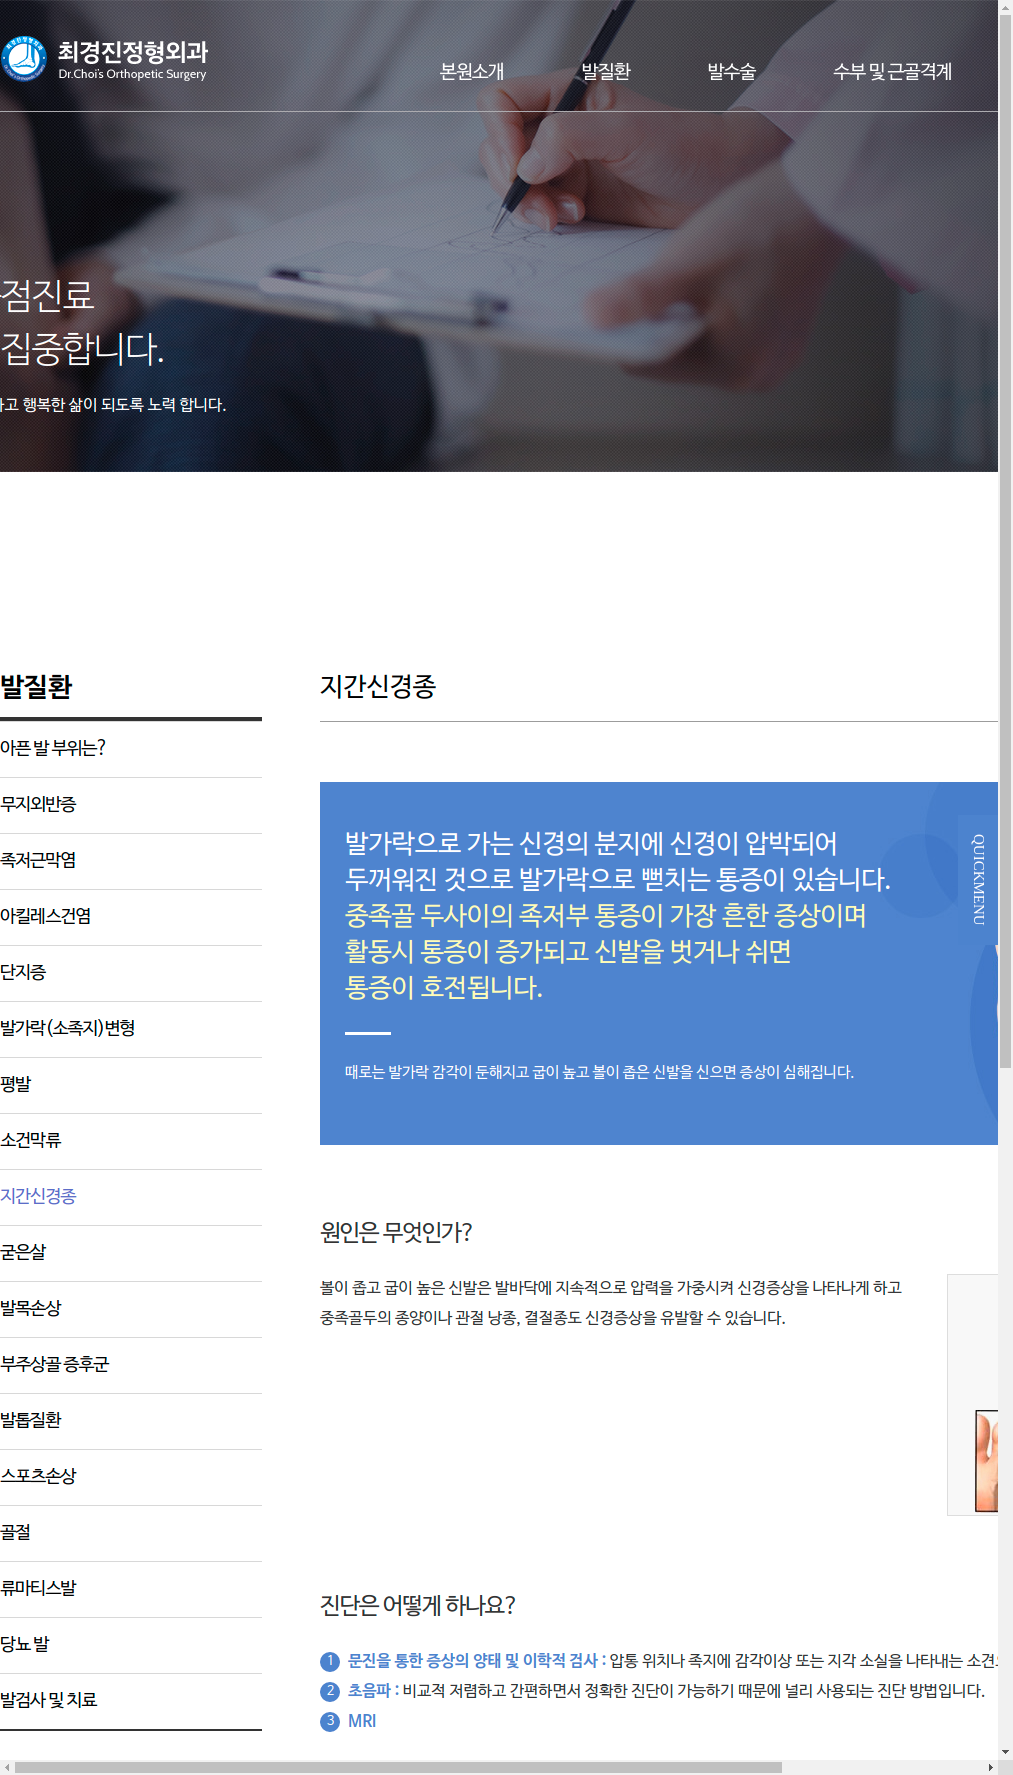 최경진정형외과
Dr.Choi's Orthopetic Surgery
본원소개
발질환
발수술
수부 및 근골격계
점진료
집중합니다.
하고 행복한 삶이 되도록 노력 합니다.
발질환
아픈 발 부위는?
무지외반증
족저근막염
아킬레스건염
단지증
발가락(소족지)변형
평발
소건막류
지간신경종
굳은살
발목손상
부주상골 증후군
발톱질환
스포츠손상
골절
류마티스발
당뇨 발
발검사 및 치료
지간신경종
발가락으로 가는 신경의 분지에 신경이 압박되어
두꺼워진 것으로 발가락으로 뻗치는 통증이 있습니다.
중족골 두사이의 족저부 통증이 가장 흔한 증상이며
활동시 통증이 증가되고 신발을 벗거나 쉬면
통증이 호전됩니다.
때로는 발가락 감각이 둔해지고 굽이 높고 볼이 좁은 신발을 신으면 증상이 심해집니다.
QUICKMENU
원인은 무엇인가?
볼이 좁고 굽이 높은 신발은 발바닥에 지속적으로 압력을 가중시켜 신경증상을 나타나게 하고
중족골두의 종양이나 관절 낭종, 결절종도 신경증상을 유발할 수 있습니다.
진단은 어떻게 하나요?
1 문진을 통한 증상의 양태 및 이학적 검사 : 압통 위치나 족지에 감각이상 또는 지각 소실을 나타내는 소견으
2 초음파 : 비교적 저렴하고 간편하면서 정확한 진단이 가능하기 때문에 널리 사용되는 진단 방법입니다.
3 MRI